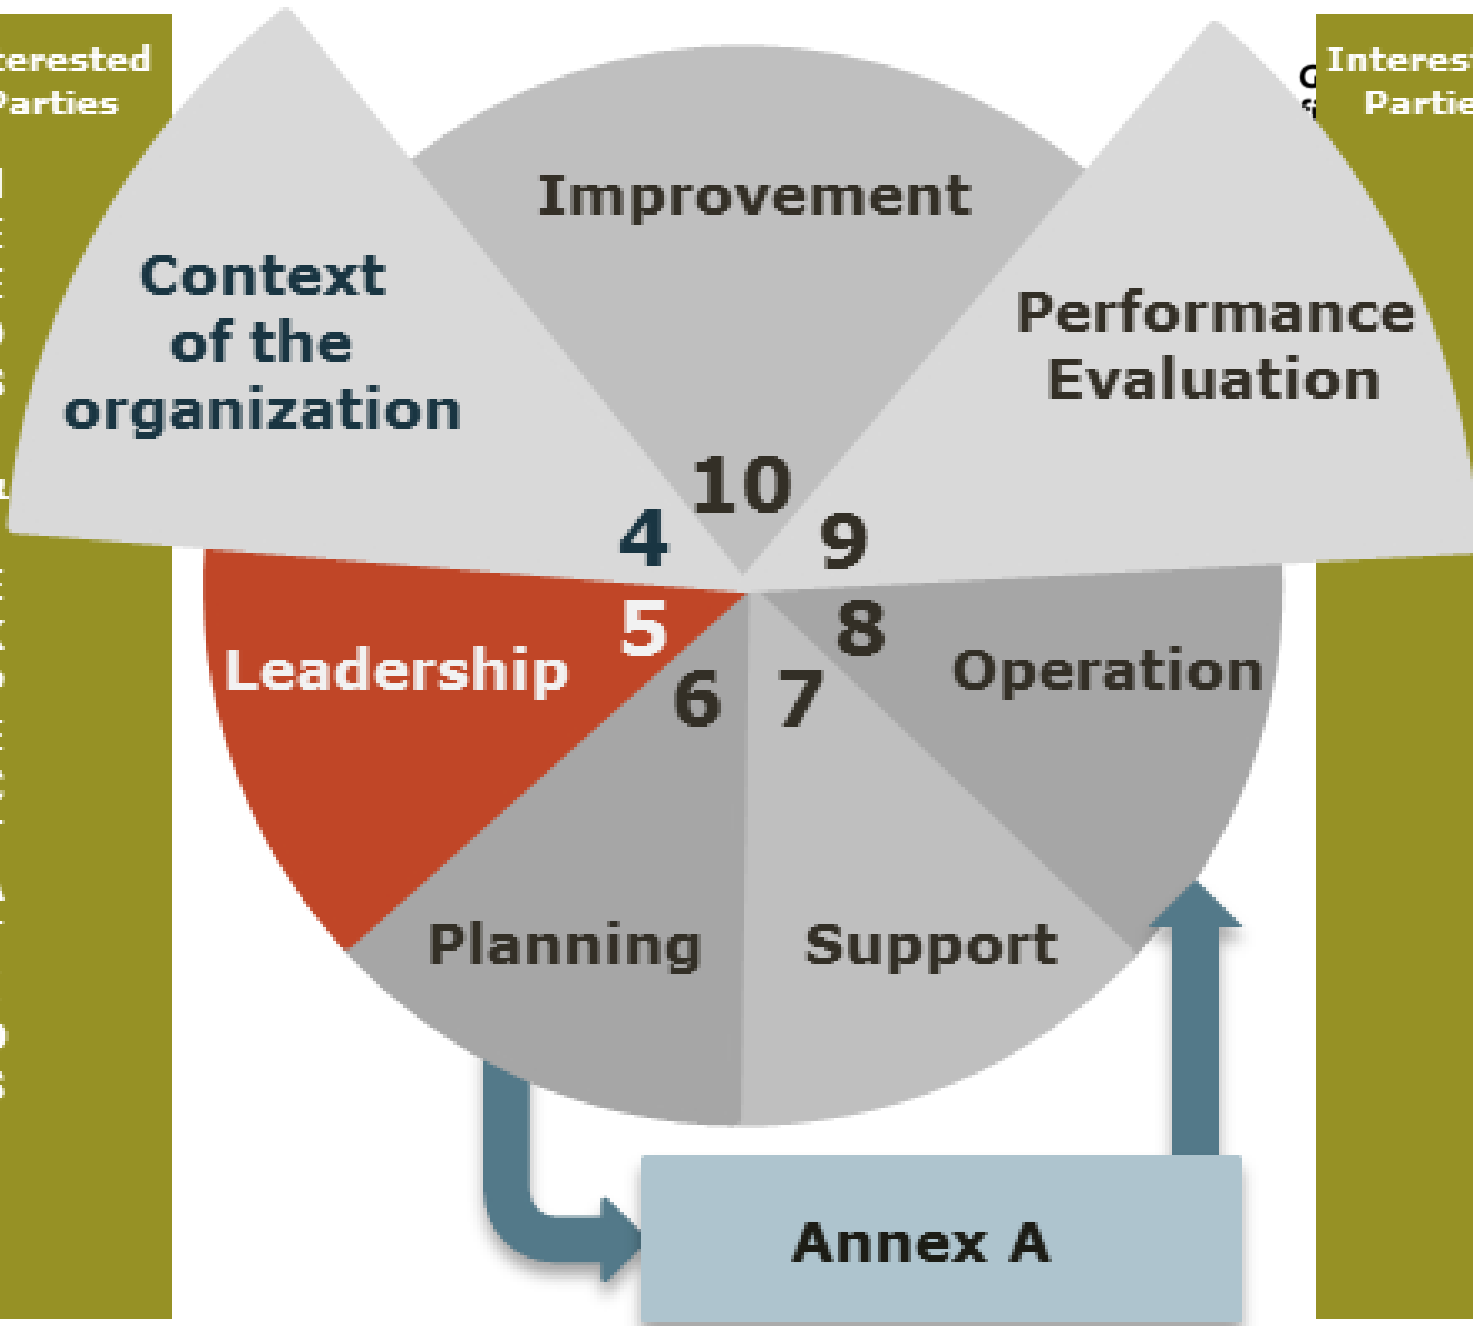 terested
Parties
Interest
Partie
Improvement
Context
of the
organization
Performance
Evaluation
10
4
9
5
8
Leadership
Operation
6
7
Planning
Support
Annex A